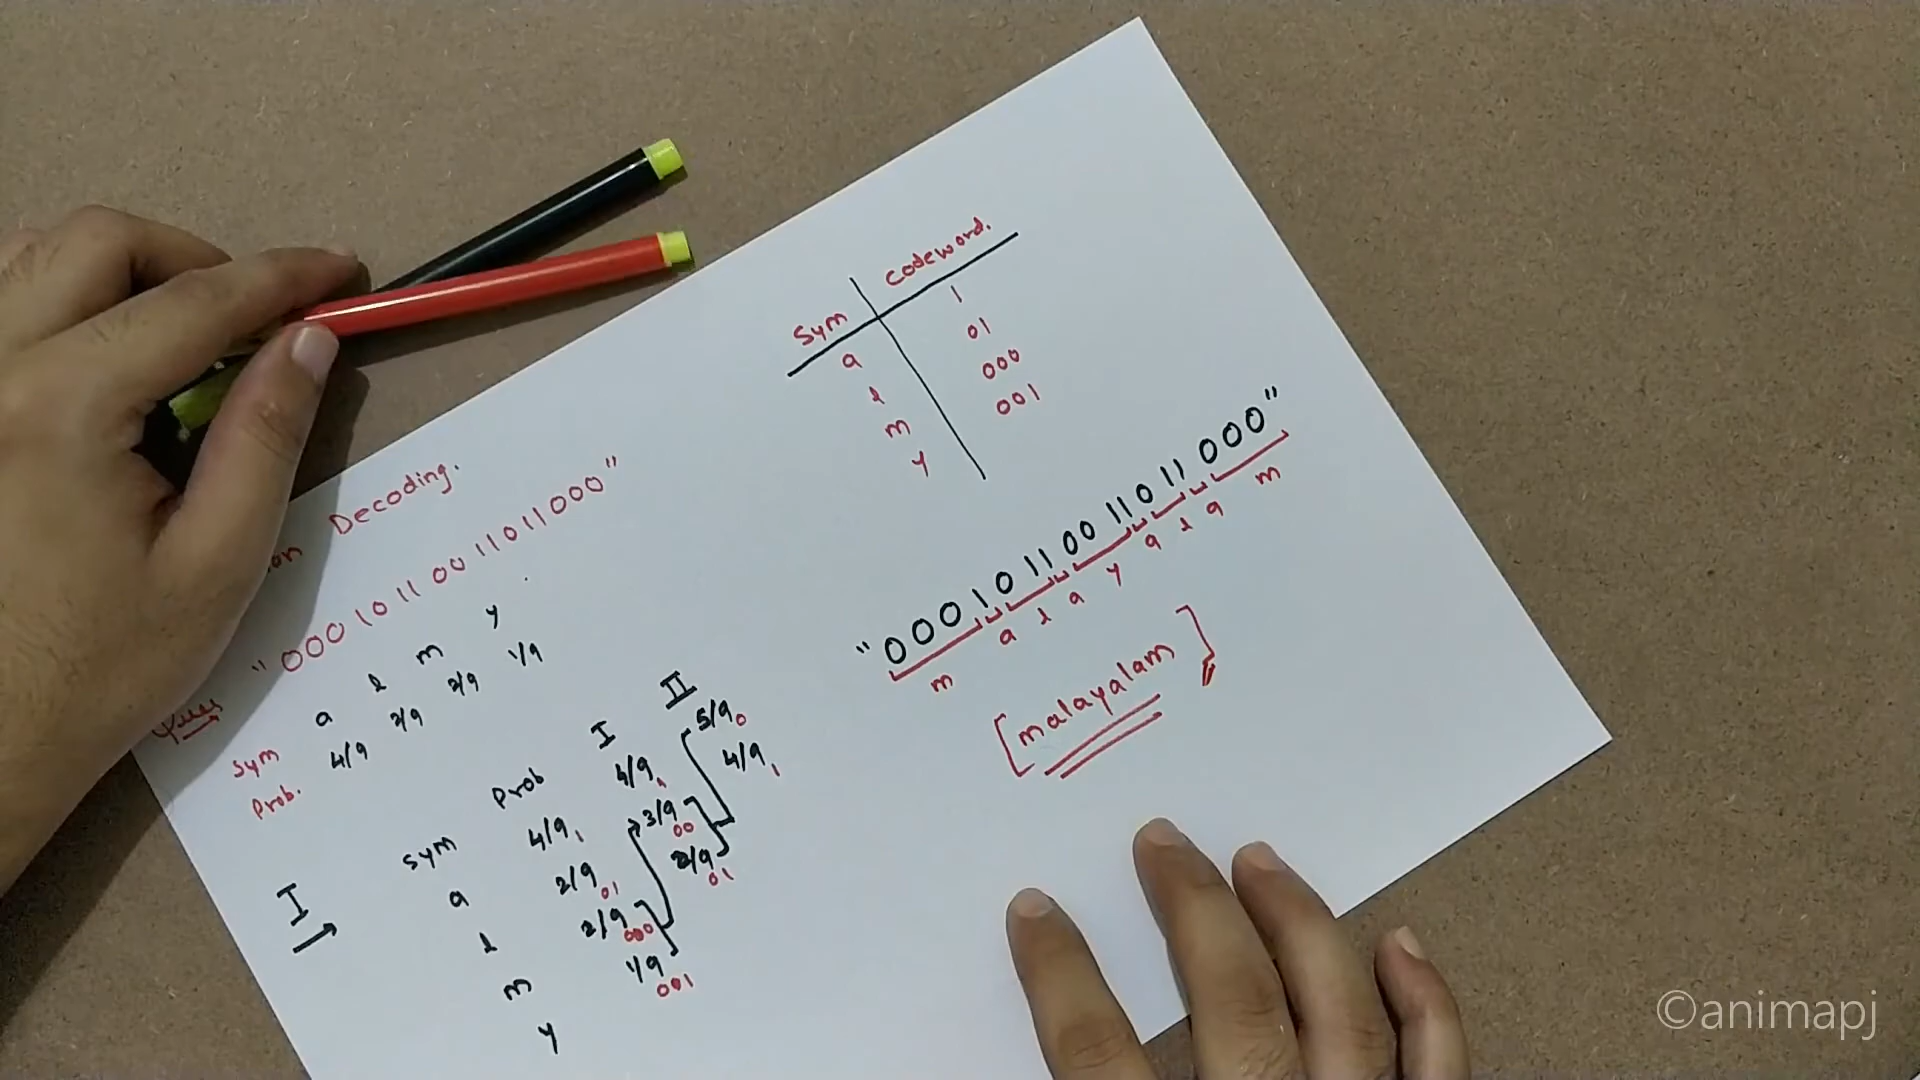 Decoding.
"00010110011011000"
Sym a l m y
Prob. 4/9 2/9 2/9 1/9
I
Sym Prob I II
a 4/9 1 4/9 1 5/9 0
l 2/9 01 3/9 00 4/9 1
m 2/9 000 2/9 01
y 1/9 001
Sym codeword.
a 1
l 01
m 000
y 001
"00010110011011000"
m a l a y a l a m
[malayalam]
©animapj